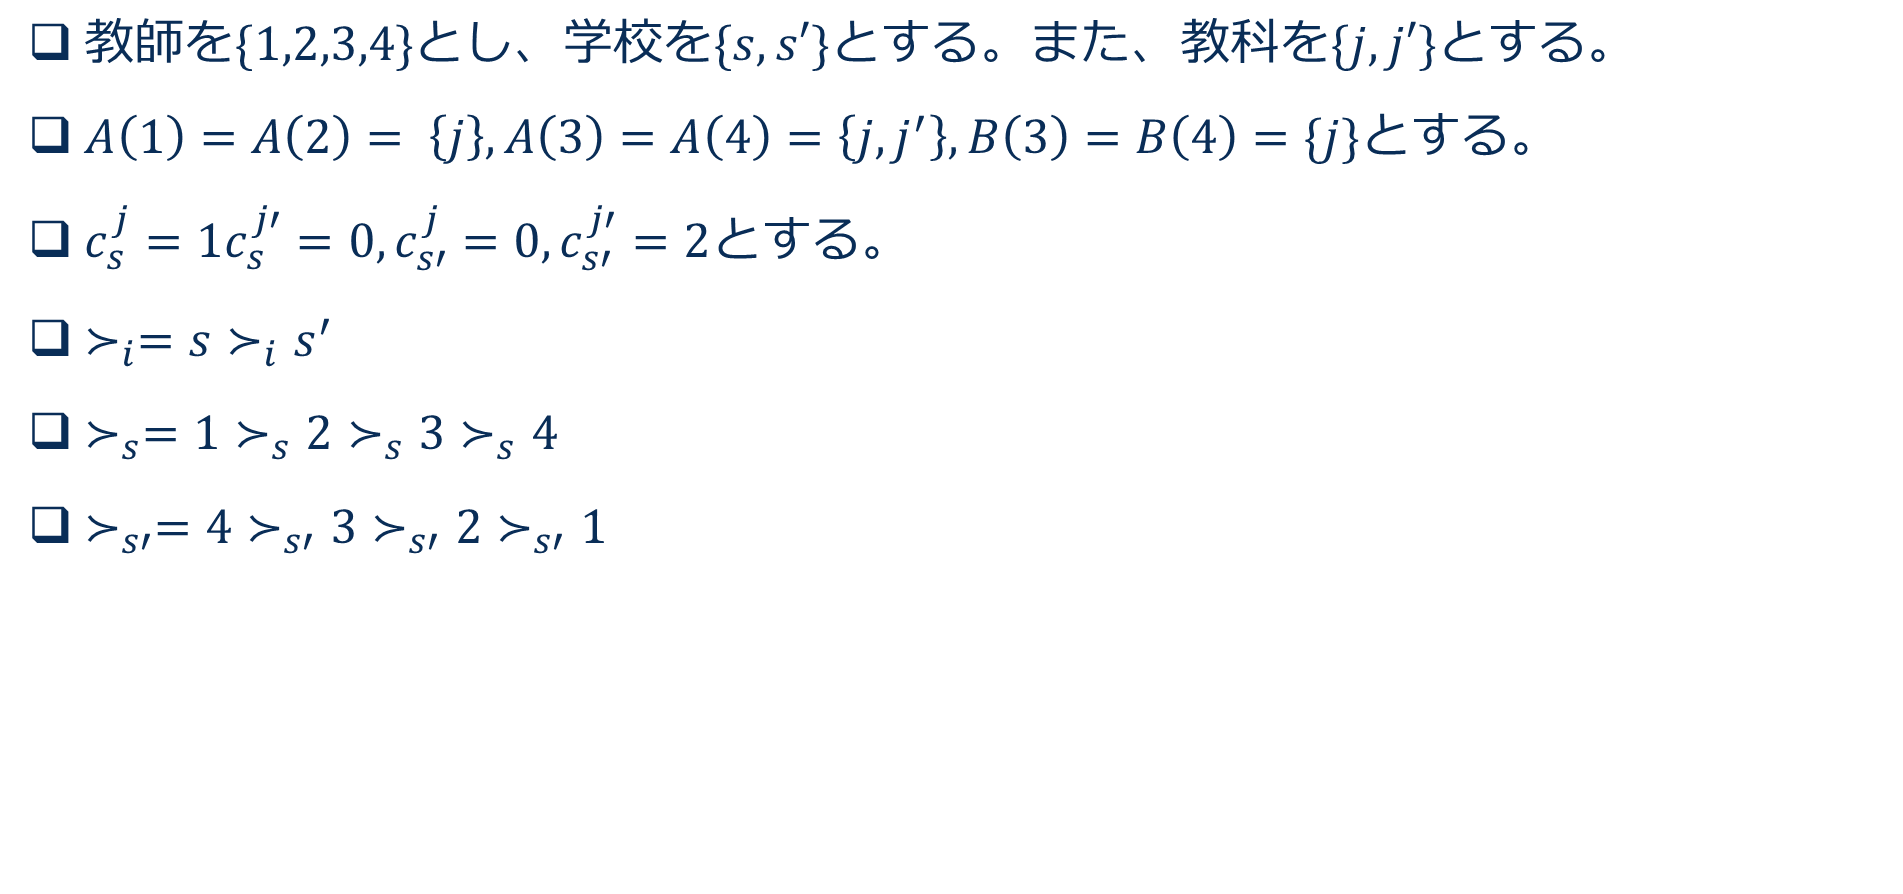 ❑ 教師を{1,2,3,4}とし、学校を{s, s′}とする。また、教科を{j, j′}とする。
❑ A(1) = A(2) = {j}, A(3) = A(4) = {j, j′}, B(3) = B(4) = {j}とする。
❑ c_s^j = 1c_s^{j′} = 0, c_{s′}^j = 0, c_{s′}^{j′} = 2とする。
❑ ≻_i= s ≻_i s′
❑ ≻_s= 1 ≻_s 2 ≻_s 3 ≻_s 4
❑ ≻_{s′}= 4 ≻_{s′} 3 ≻_{s′} 2 ≻_{s′} 1